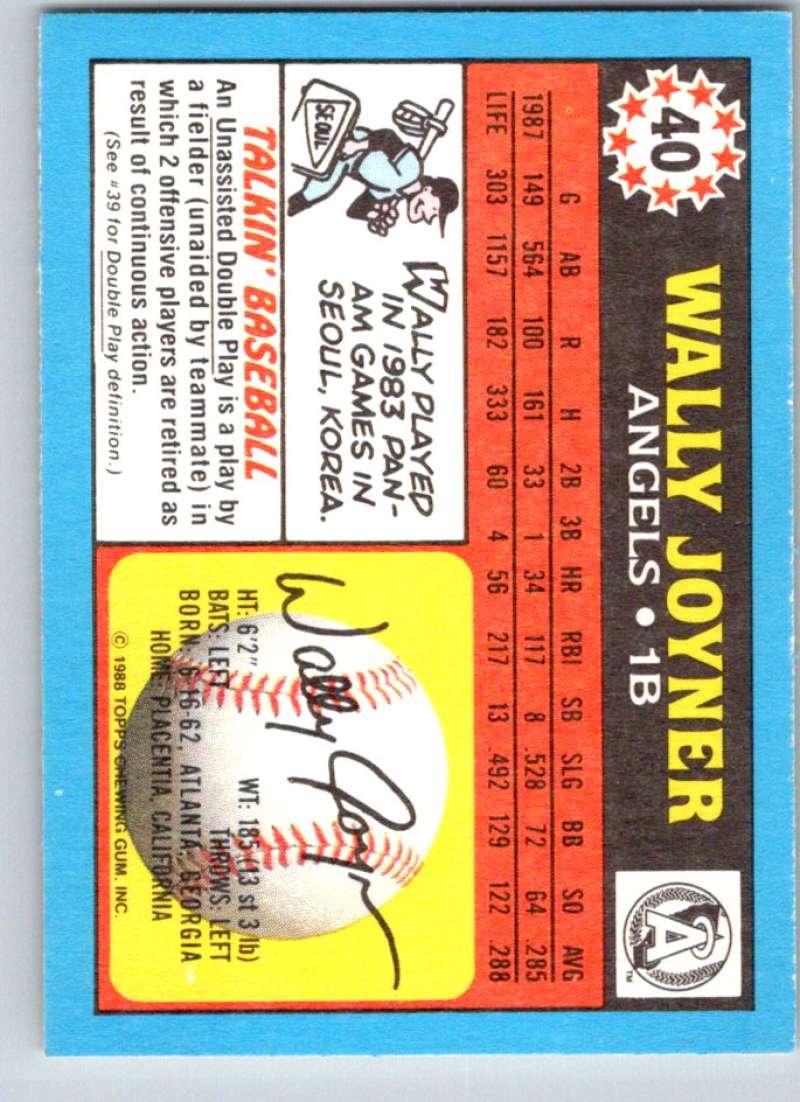 40
WALLY JOYNER
ANGELS • 1B
A
TM
G AB R H 2B 3B HR RBI SB SLG BB SO AVG
1987 149 564 100 161 33 1 34 117 8 .528 72 64 .285
LIFE 303 1157 182 333 60 4 56 217 13 .492 129 122 .288
SEOUL
WALLY PLAYED
IN 1983 PAN-
AM GAMES IN
SEOUL, KOREA.
TALKIN' BASEBALL
An Unassisted Double Play is a play by
a fielder (unaided by teammate) in
which 2 offensive players are retired as
result of continuous action.
(See #39 for Double Play definition.)
Wally Joyner
HT: 6'2" WT: 185 (13 st 3 lb)
BATS: LEFT THROWS: LEFT
BORN: 6-16-62, ATLANTA, GEORGIA
HOME: PLACENTIA, CALIFORNIA
© 1988 TOPPS CHEWING GUM, INC.